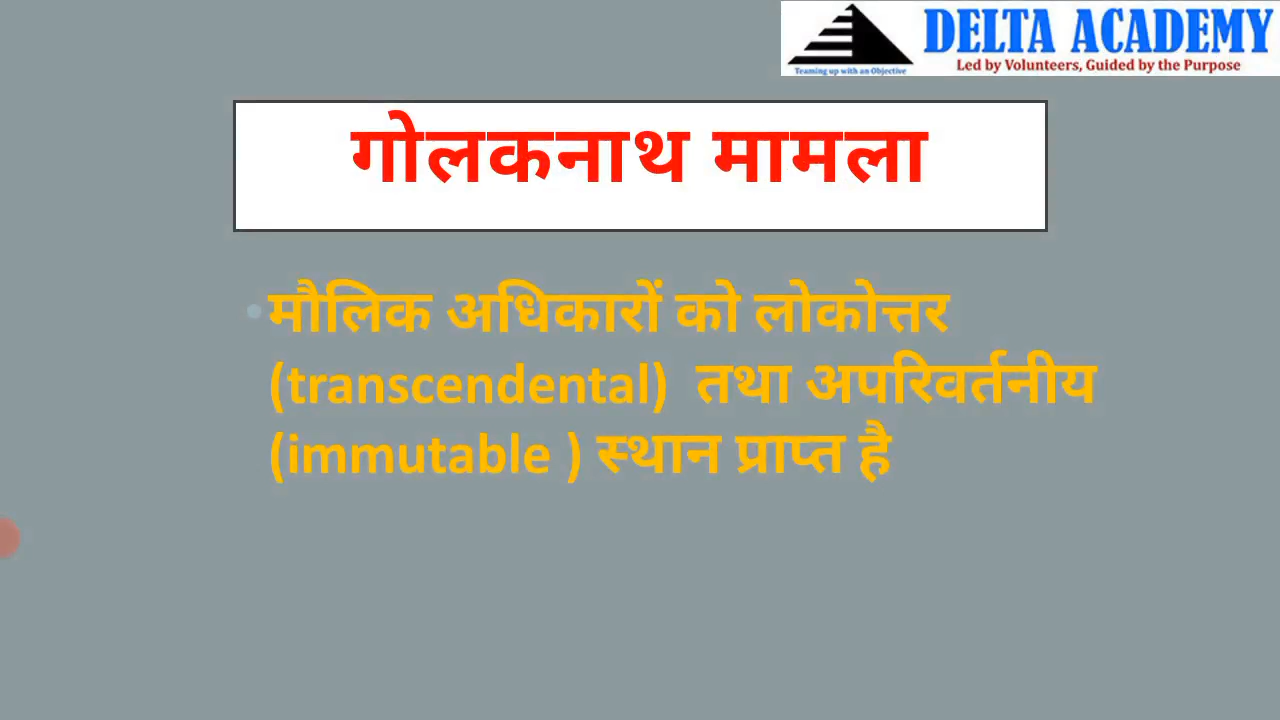 DELTA ACADEMY
Led by Volunteers, Guided by the Purpose
Teaming up with an Objective
गोलकनाथ मामला
मौलिक अधिकारों को लोकोत्तर
(transcendental) तथा अपरिवर्तनीय
(immutable ) स्थान प्राप्त है